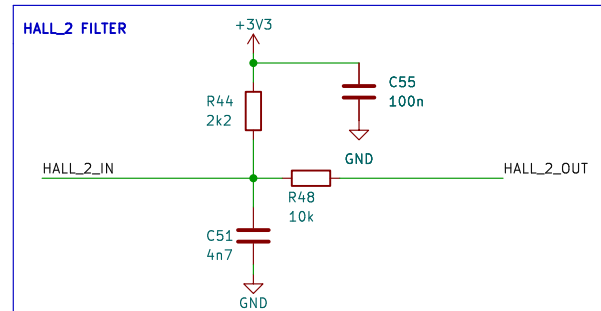 HALL_2 FILTER
+3V3
C55
100n
R44
2k2
GND
HALL_2_IN
HALL_2_OUT
R48
10k
C51
4n7
GND